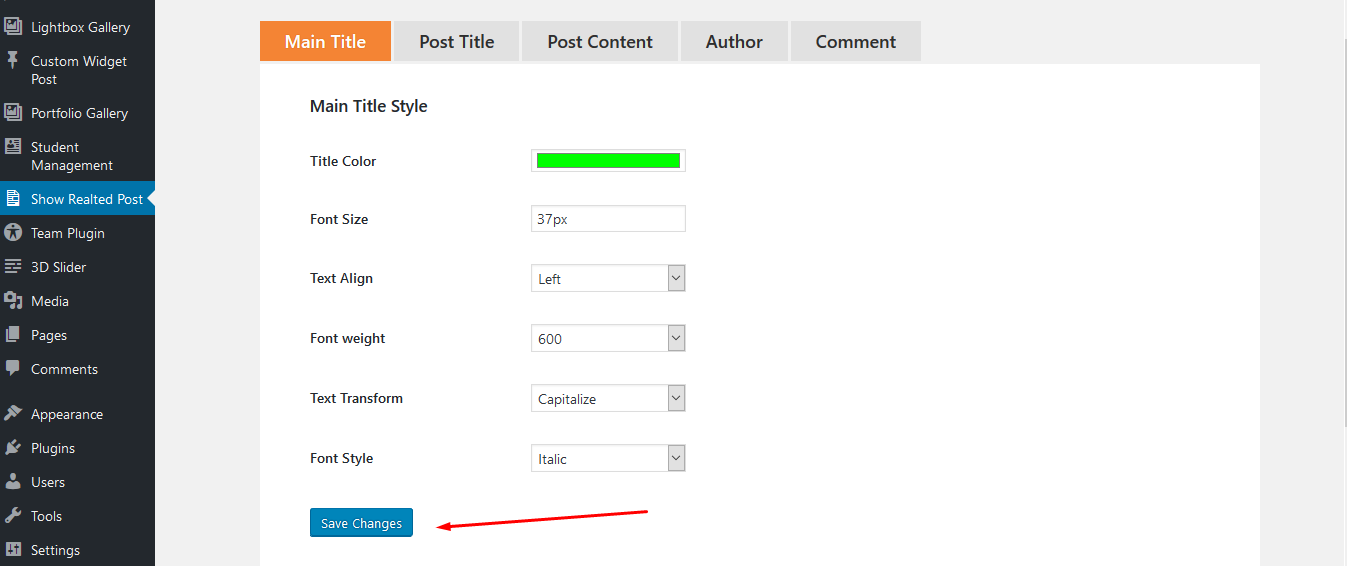 Lightbox Gallery
Custom Widget
Post
Portfolio Gallery
Student
Management
Show Realted Post
Team Plugin
3D Slider
Media
Pages
Comments
Appearance
Plugins
Users
Tools
Settings
Main Title
Post Title
Post Content
Author
Comment
Main Title Style
Title Color
Font Size
37px
Text Align
Left
Font weight
600
Text Transform
Capitalize
Font Style
Italic
Save Changes